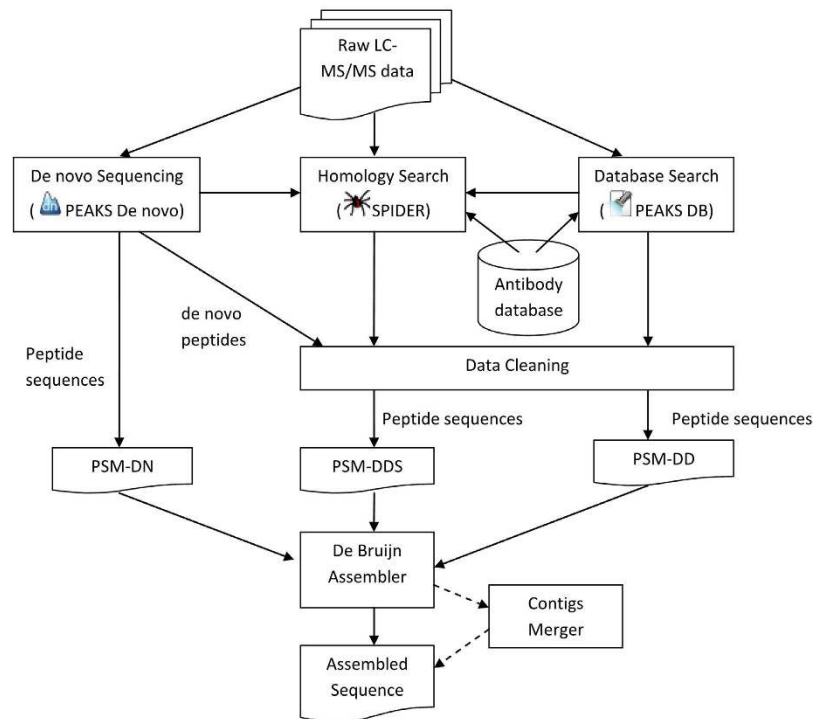 Raw LC-
MS/MS data
De novo Sequencing
( dn PEAKS De novo)
Homology Search
( SPIDER)
Database Search
( PEAKS DB)
Antibody
database
de novo
peptides
Peptide
sequences
Data Cleaning
Peptide sequences
Peptide sequences
PSM-DN
PSM-DDS
PSM-DD
De Bruijn
Assembler
Contigs
Merger
Assembled
Sequence